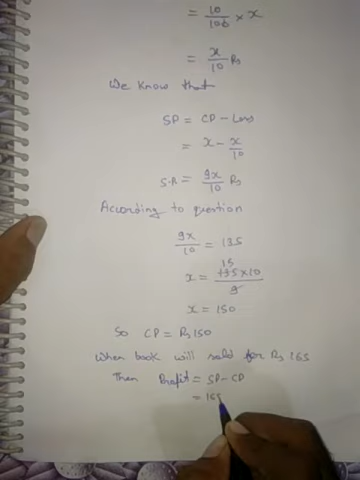 = 10/100 × x
= x/10 Rs
We know that
SP = CP - Loss
= x - x/10
S.P. = 9x/10 Rs
According to question
9x/10 = 135
x = 135 × 10 / 9 15
x = 150
So CP = Rs 150
When book will sold for Rs 165
Then Profit = SP - CP
= 165